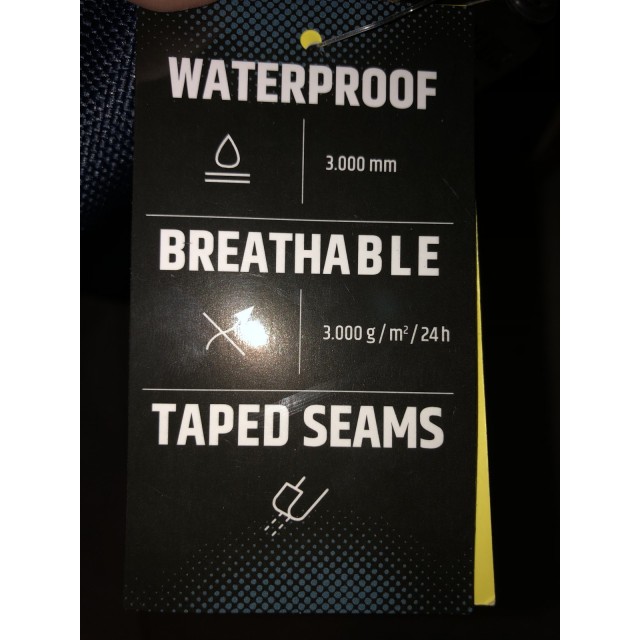 WATERPROOF
3.000 mm
BREATHABLE
3.000 g / m² / 24 h
TAPED SEAMS